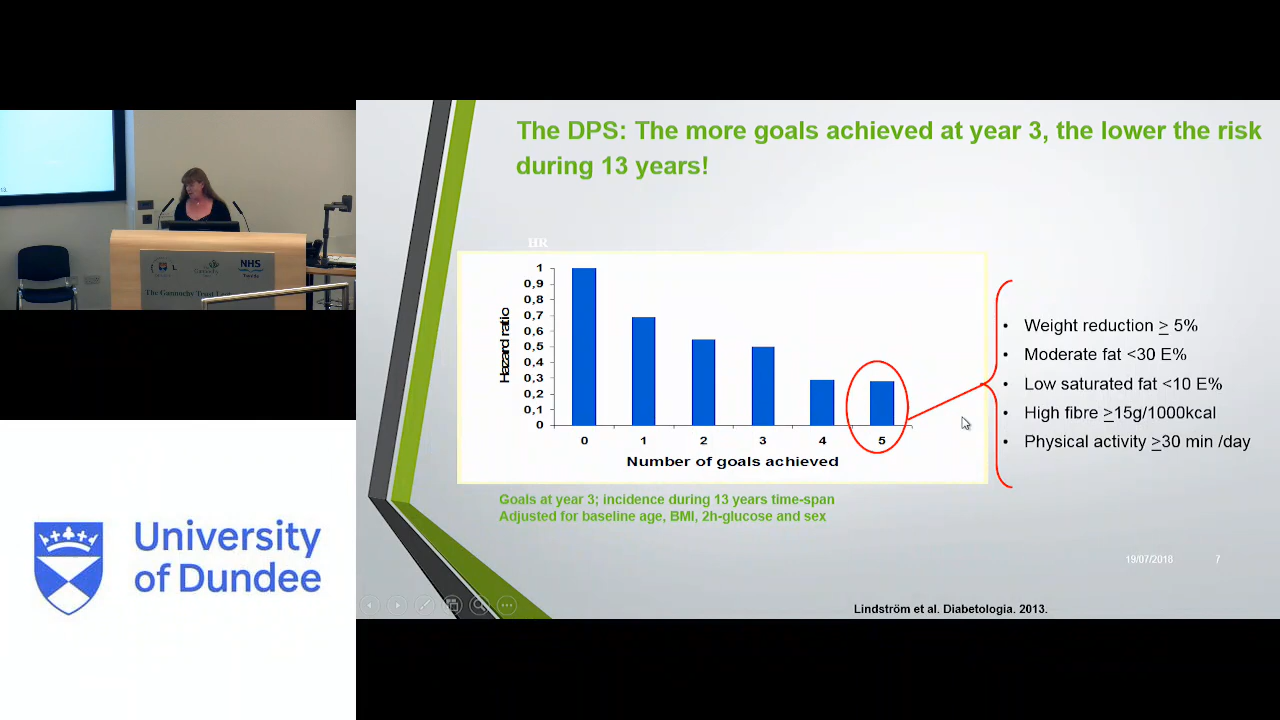 The DPS: The more goals achieved at year 3, the lower the risk
during 13 years!
HR
Hazard ratio
1
0,9
0,8
0,7
0,6
0,5
0,4
0,3
0,2
0,1
0
0 1 2 3 4 5
Number of goals achieved
Goals at year 3; incidence during 13 years time-span
Adjusted for baseline age, BMI, 2h-glucose and sex
• Weight reduction ≥ 5%
• Moderate fat <30 E%
• Low saturated fat <10 E%
• High fibre ≥15g/1000kcal
• Physical activity ≥30 min /day
19/07/2018 7
Lindström et al. Diabetologia. 2013.
13.
NHS
The Gannochy Trust
University
of Dundee